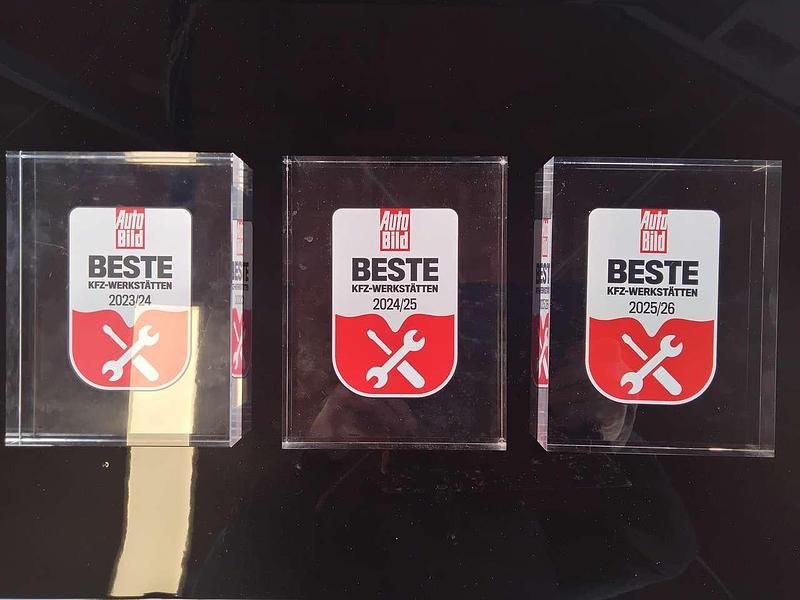 Auto
Bild
BESTE
KFZ-WERKSTÄTTEN
2023/24
Auto
Bild
BESTE
KFZ-WERKSTÄTTEN
2024/25
Auto
Bild
BESTE
KFZ-WERKSTÄTTEN
2025/26